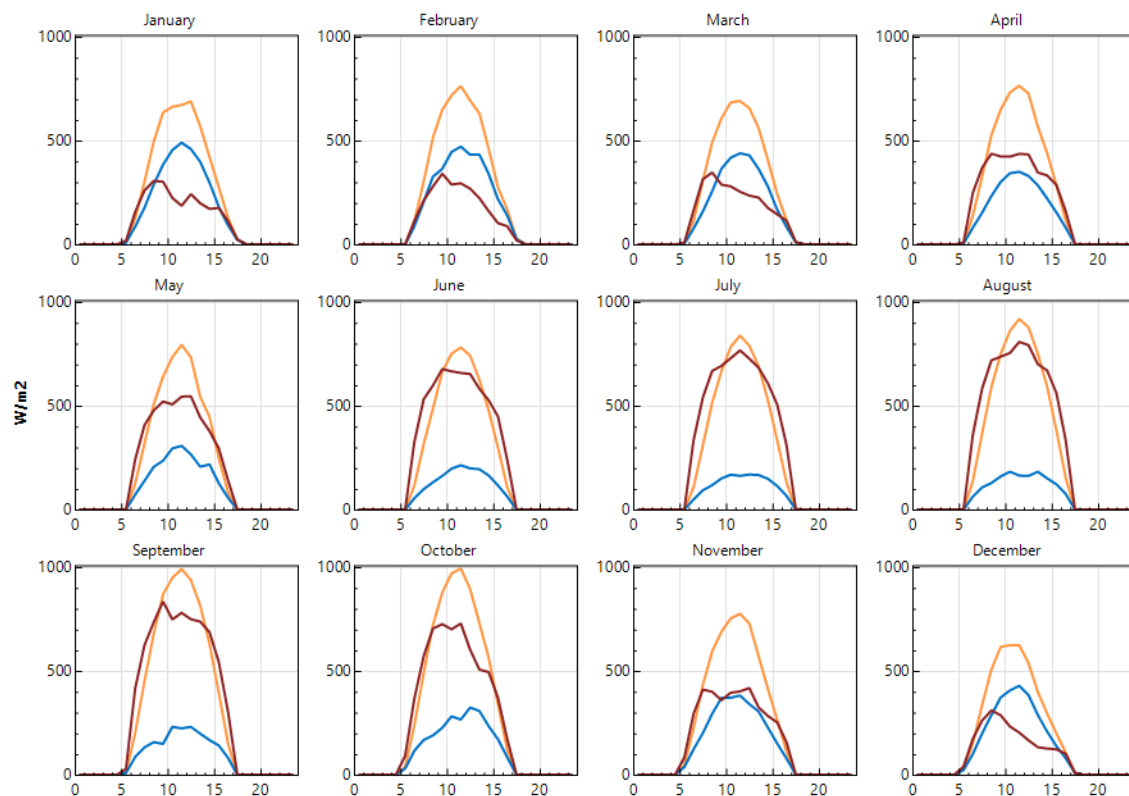 January February March April
1000 1000 1000 1000
500 500 500 500
0 0 0 0
0 5 10 15 20 0 5 10 15 20 0 5 10 15 20 0 5 10 15 20
May June July August
1000 1000 1000 1000
W/m2
500 500 500 500
0 0 0 0
0 5 10 15 20 0 5 10 15 20 0 5 10 15 20 0 5 10 15 20
September October November December
1000 1000 1000 1000
500 500 500 500
0 0 0 0
0 5 10 15 20 0 5 10 15 20 0 5 10 15 20 0 5 10 15 20